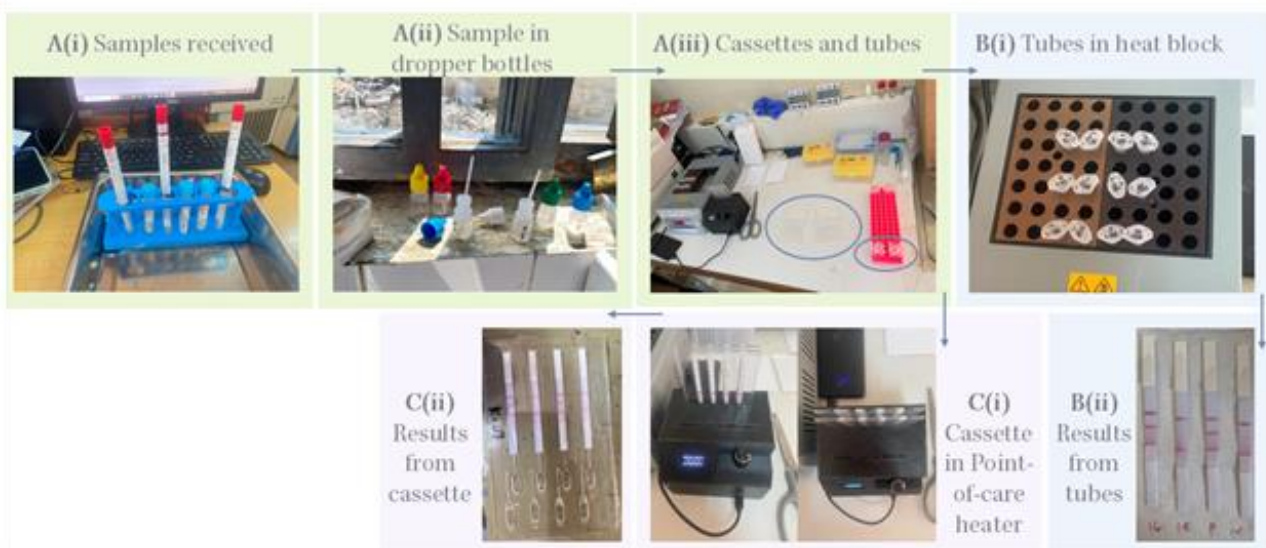 A(i) Samples received
A(ii) Sample in
dropper bottles
A(iii) Cassettes and tubes
B(i) Tubes in heat block
C(ii)
Results
from
cassette
C(i)
Cassette
in Point-
of-care
heater
B(ii)
Results
from
tubes